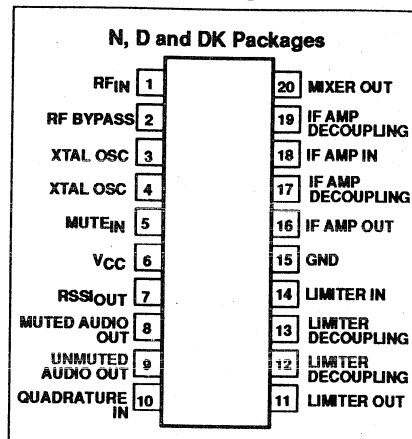 N, D and DK Packages
RFIN 1
RF BYPASS 2
XTAL OSC 3
XTAL OSC 4
MUTEIN 5
VCC 6
RSSIOUT 7
MUTED AUDIO
OUT 8
UNMUTED
AUDIO OUT 9
QUADRATURE
IN 10
20 MIXER OUT
19 IF AMP
DECOUPLING
18 IF AMP IN
17 IF AMP
DECOUPLING
16 IF AMP OUT
15 GND
14 LIMITER IN
13 LIMITER
DECOUPLING
12 LIMITER
DECOUPLING
11 LIMITER OUT